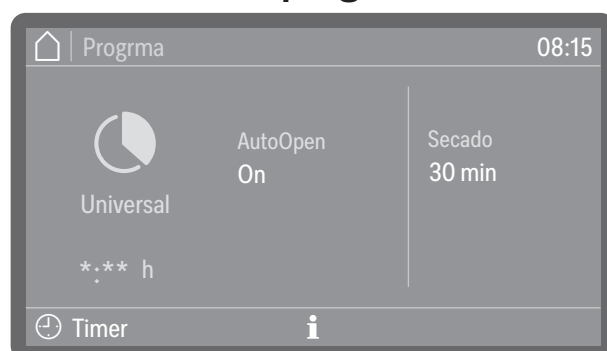 Progrma 08:15
AutoOpen
On
Secado
30 min
Universal
*:** h
Timer i